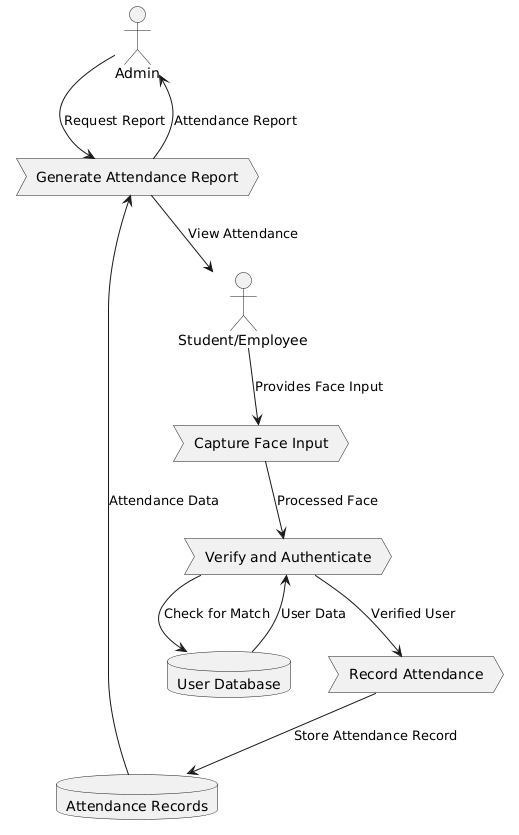 Admin
Request Report
Attendance Report
Generate Attendance Report
View Attendance
Student/Employee
Provides Face Input
Capture Face Input
Attendance Data
Processed Face
Verify and Authenticate
Check for Match
User Data
Verified User
User Database
Record Attendance
Store Attendance Record
Attendance Records